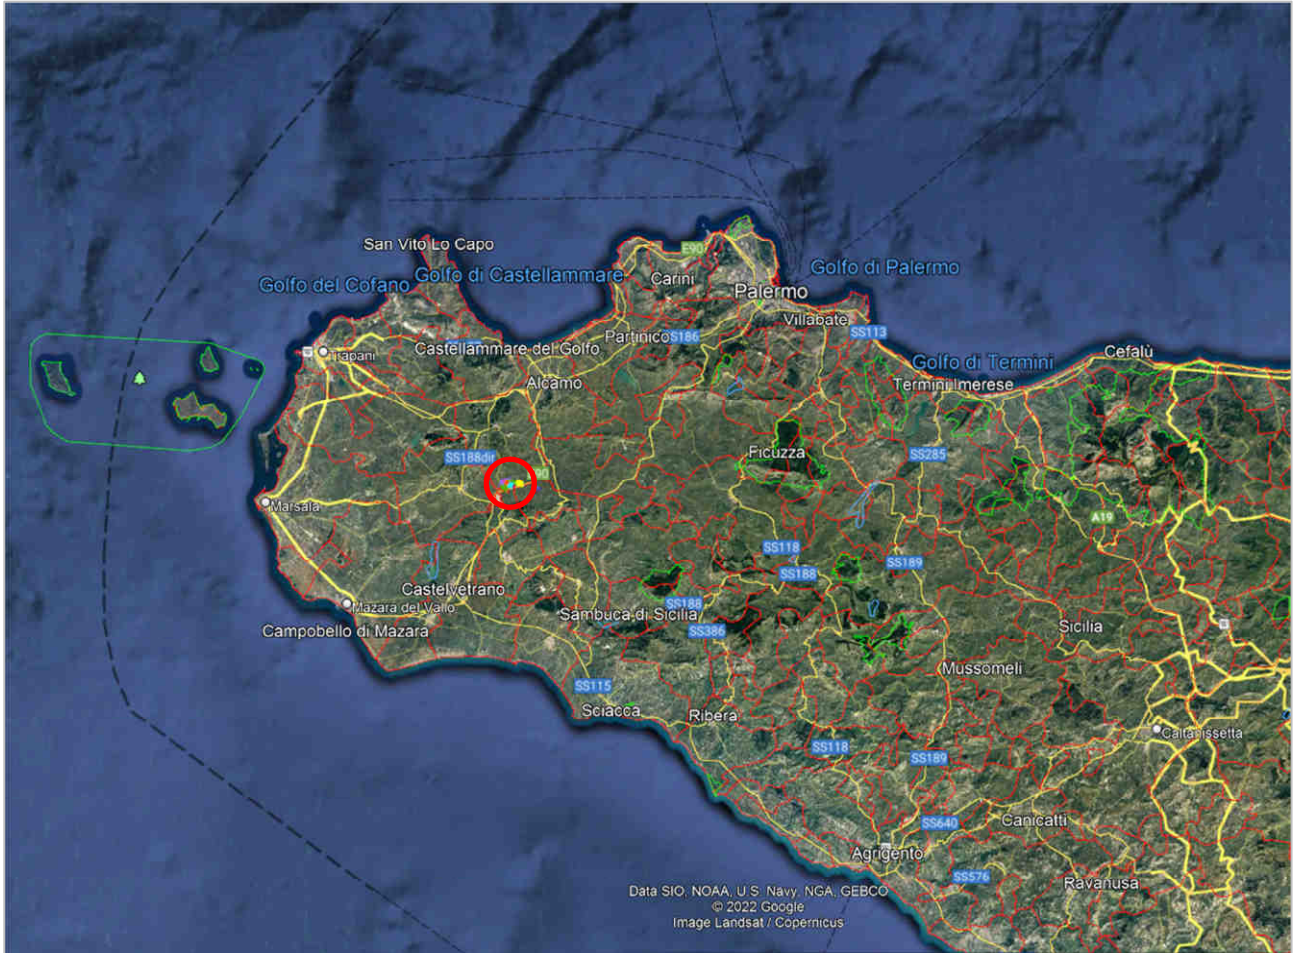 San Vito Lo Capo
E90
Golfo di Palermo
Golfo del Cofano
Golfo di Castellammare
Carini
Palermo
Villabate
SS113
Partinico
S186
Trapani
Castellammare del Golfo
Golfo di Termini
Cefalù
Alcamo
Termini Imerese
SS188dir
Ficuzza
SS285
90
Marsala
A19
SS118
SS188
SS189
Castelvetrano
Mazara del Vallo
SS188
Sambuca di Sicilia
Campobello di Mazara
SS386
Sicilia
Mussomeli
SS115
Sciacca
Ribera
Caltanissetta
SS118
SS189
SS640
Canicattì
Agrigento
SS576
Ravanusa
Data SIO, NOAA, U.S. Navy, NGA, GEBCO
© 2022 Google
Image Landsat / Copernicus